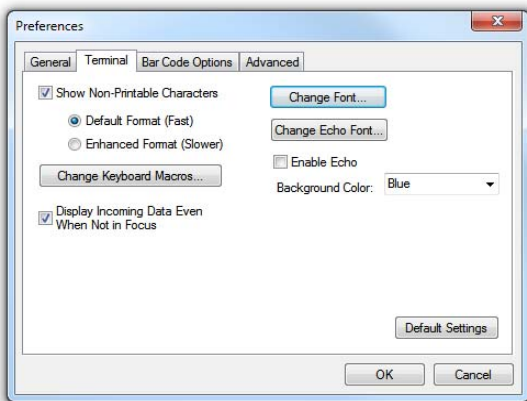 Preferences
General Terminal Bar Code Options Advanced
Show Non-Printable Characters
Default Format (Fast)
Enhanced Format (Slower)
Change Keyboard Macros...
Display Incoming Data Even
When Not in Focus
Change Font...
Change Echo Font...
Enable Echo
Background Color: Blue
Default Settings
OK Cancel